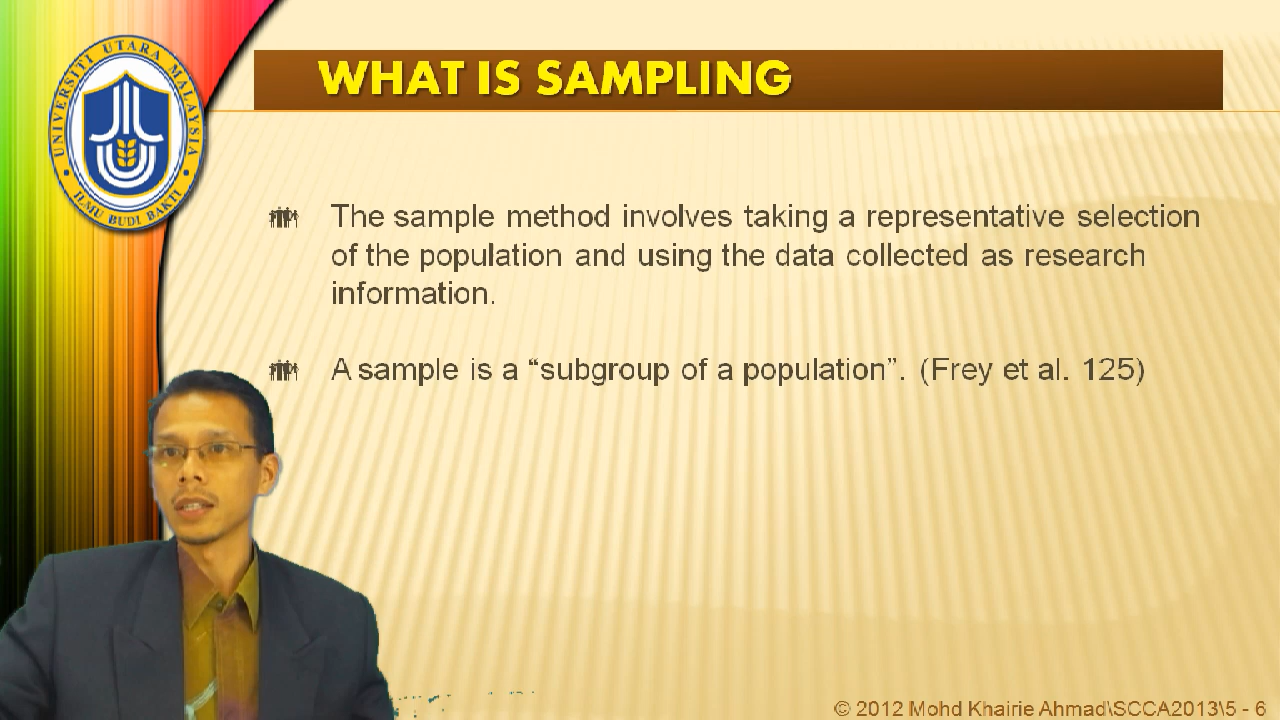 UNIVERSITI UTARA MALAYSIA
ILMU BUDI BAKTI
WHAT IS SAMPLING
The sample method involves taking a representative selection
of the population and using the data collected as research
information.
A sample is a “subgroup of a population”. (Frey et al. 125)
© 2012 Mohd Khairie Ahmad\SCCA2013\5 - 6